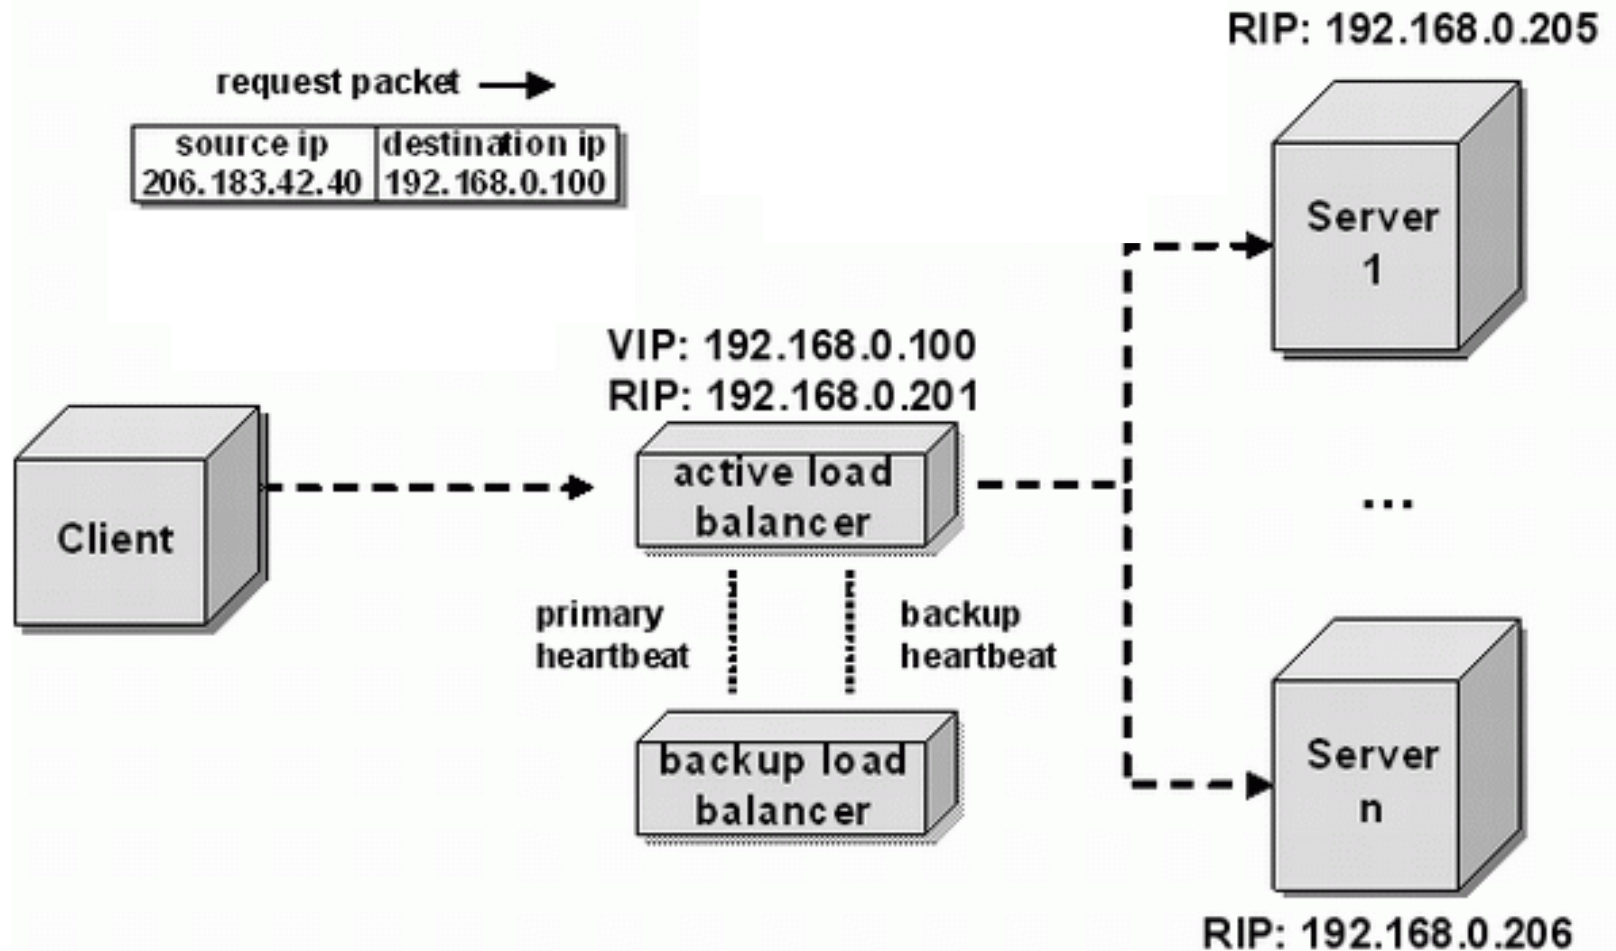 RIP: 192.168.0.205
request packet
source ip
206.183.42.40
destination ip
192.168.0.100
Server
1
VIP: 192.168.0.100
RIP: 192.168.0.201
active load
balancer
Client
...
primary
heartbeat
backup
heartbeat
backup load
balancer
Server
n
RIP: 192.168.0.206